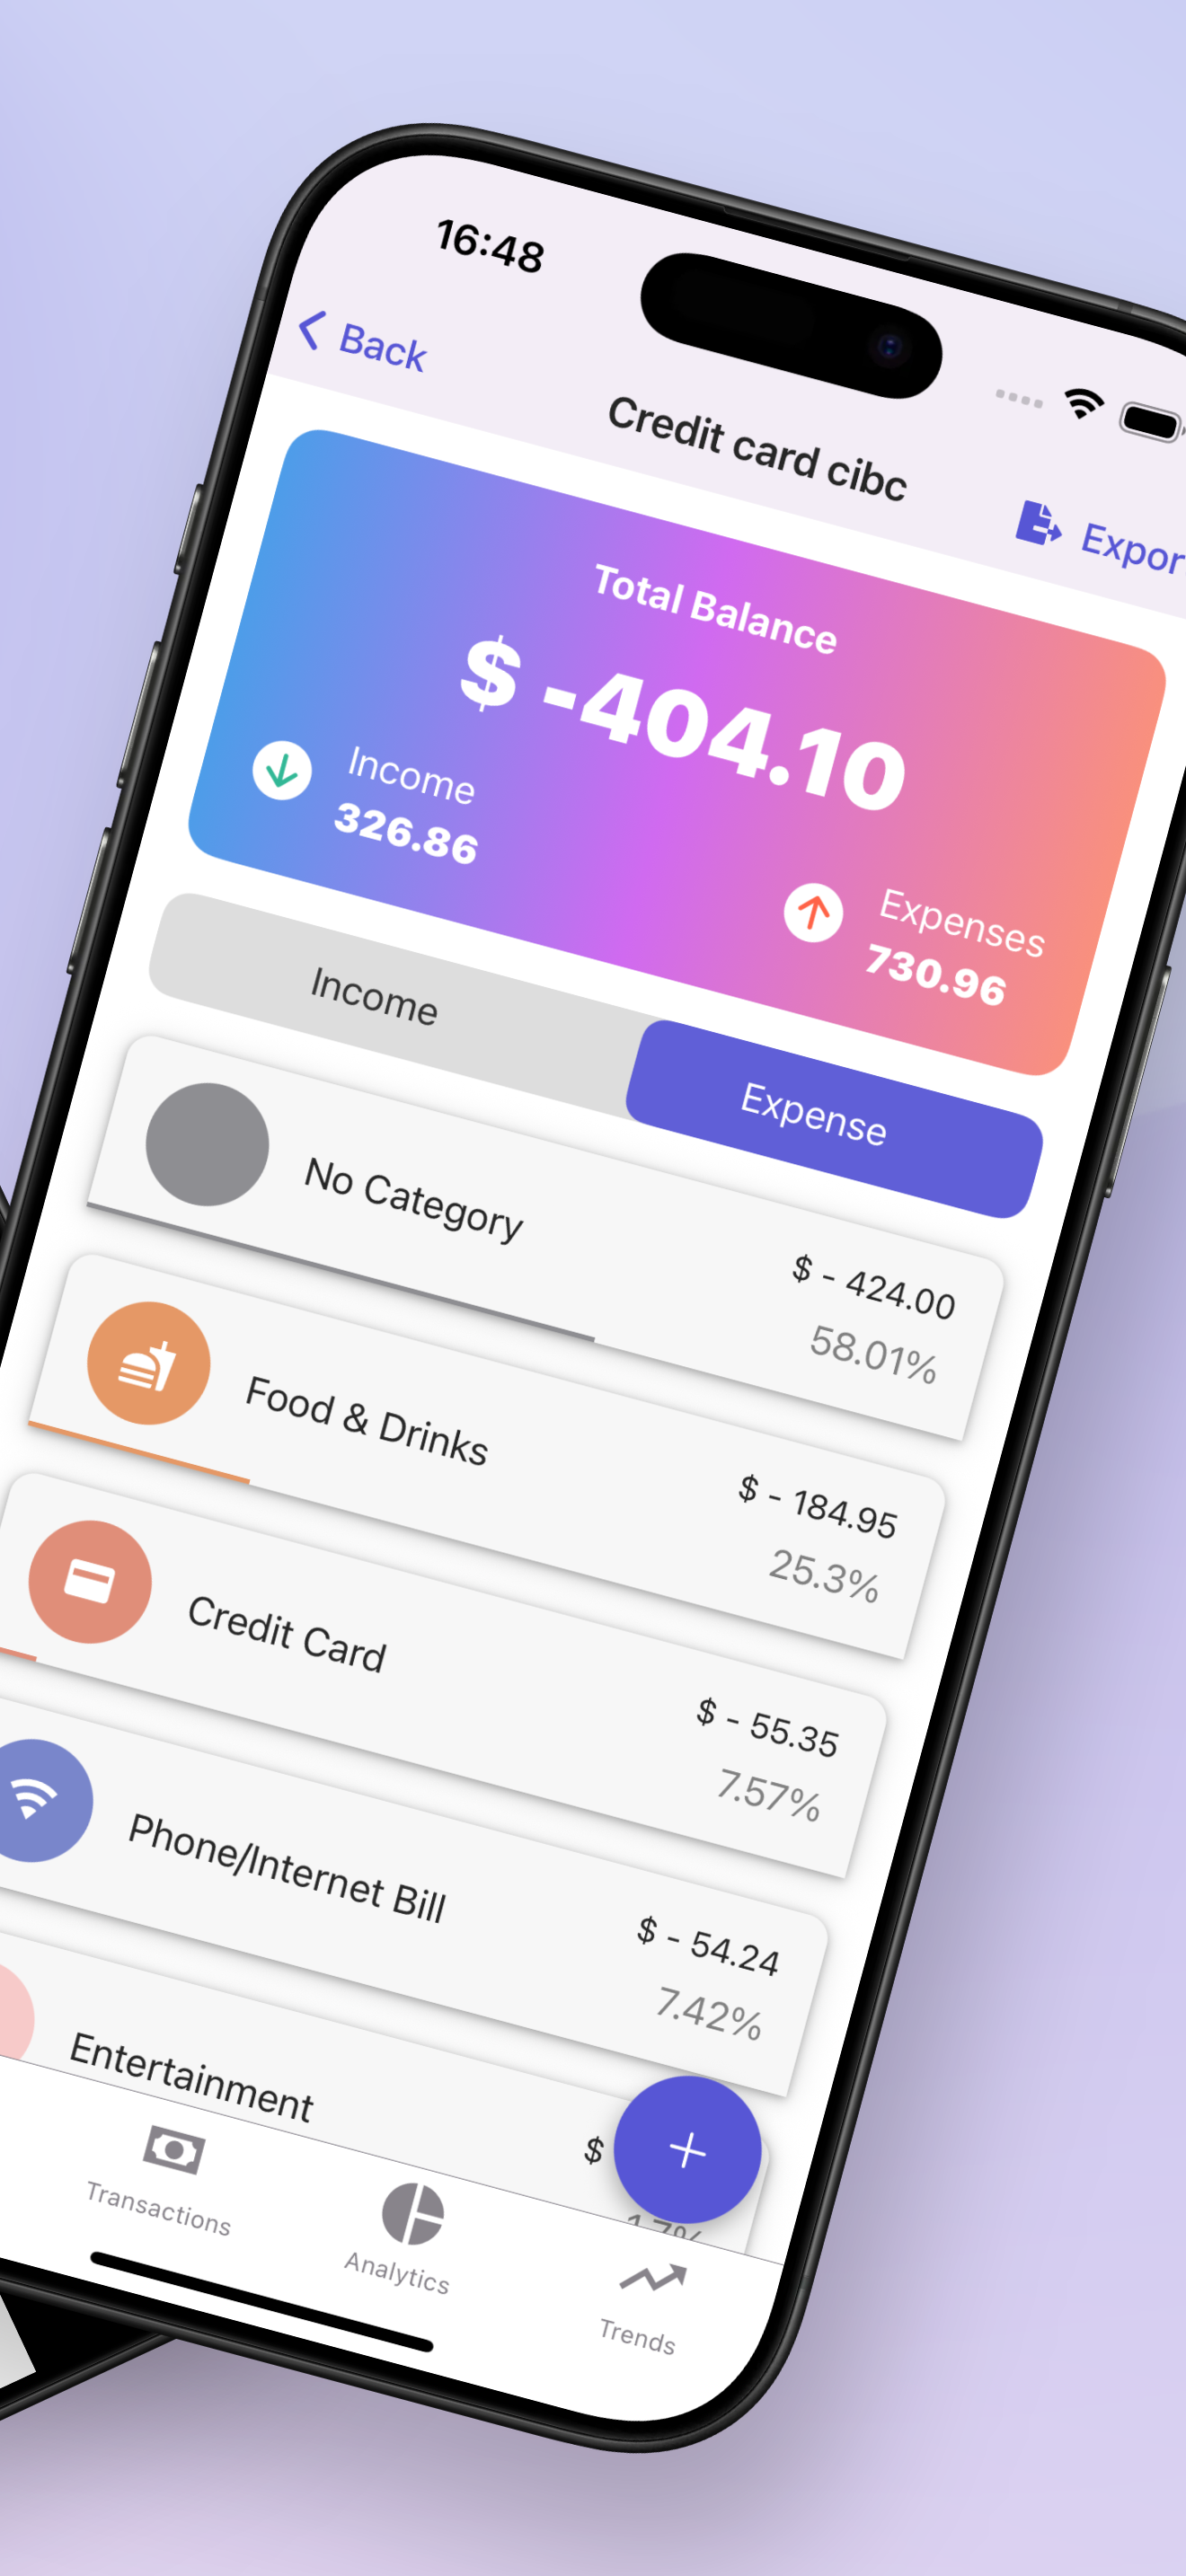 16:48
Back
Credit card cibc
Expor
Total Balance
$ -404.10
Income
326.86
Expenses
730.96
Income
Expense
No Category
$ - 424.00
58.01%
Food & Drinks
$ - 184.95
25.3%
Credit Card
$ - 55.35
7.57%
Phone/Internet Bill
$ - 54.24
7.42%
Entertainment
$
Transactions
Analytics
Trends